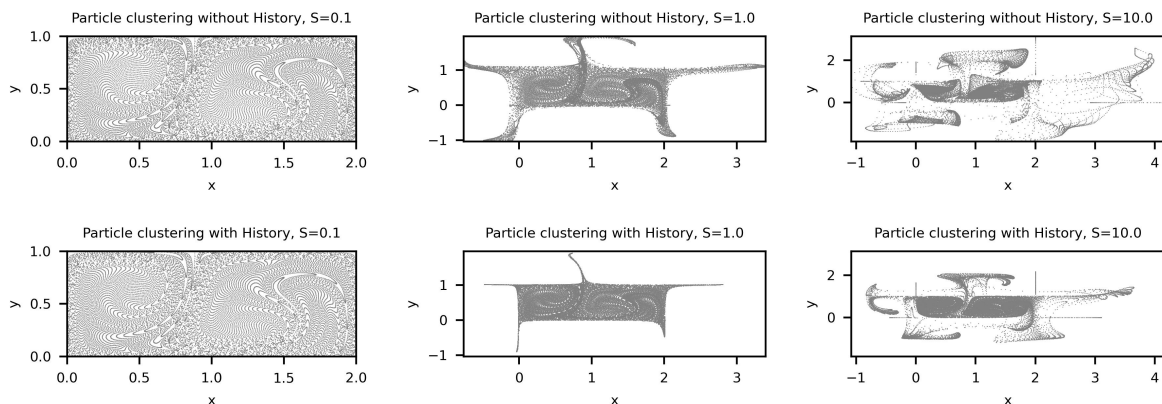 Particle clustering without History, S=0.1
Particle clustering without History, S=1.0
Particle clustering without History, S=10.0
1.0
0.5
0.0
y
0.0 0.5 1.0 1.5 2.0
x
1
0
−1
y
0 1 2 3
x
2
0
y
−1 0 1 2 3 4
x
Particle clustering with History, S=0.1
Particle clustering with History, S=1.0
Particle clustering with History, S=10.0
1.0
0.5
0.0
y
0.0 0.5 1.0 1.5 2.0
x
1
0
−1
y
0 1 2 3
x
2
0
y
−1 0 1 2 3 4
x